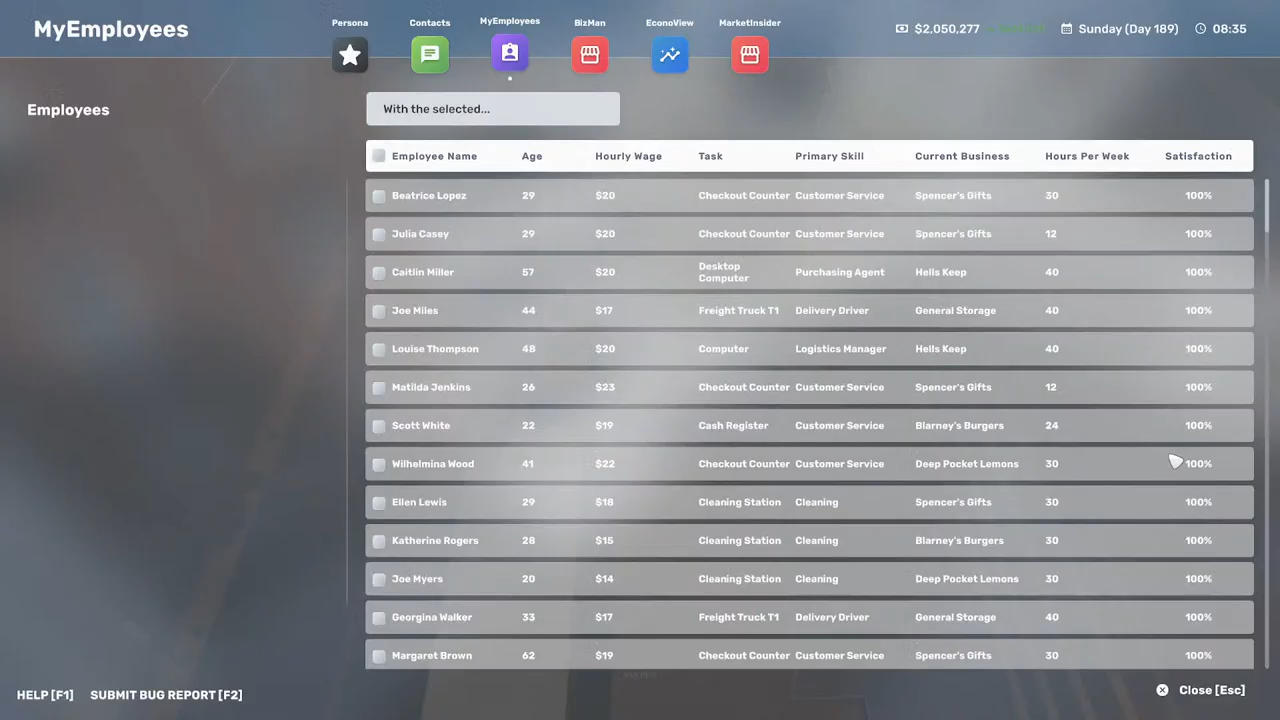 MyEmployees
Persona
Contacts
MyEmployees
BizMan
EconoView
MarketInsider
$2,050,277
Sunday (Day 189)
08:35
Employees
With the selected...
Employee Name Age Hourly Wage Task Primary Skill Current Business Hours Per Week Satisfaction
Beatrice Lopez 29 $20 Checkout Counter Customer Service Spencer's Gifts 30 100%
Julia Casey 29 $20 Checkout Counter Customer Service Spencer's Gifts 12 100%
Caitlin Miller 57 $20 Desktop Computer Purchasing Agent Hells Keep 40 100%
Joe Miles 44 $17 Freight Truck T1 Delivery Driver General Storage 40 100%
Louise Thompson 48 $20 Computer Logistics Manager Hells Keep 40 100%
Matilda Jenkins 26 $23 Checkout Counter Customer Service Spencer's Gifts 12 100%
Scott White 22 $19 Cash Register Customer Service Blarney's Burgers 24 100%
Wilhelmina Wood 41 $22 Checkout Counter Customer Service Deep Pocket Lemons 30 100%
Ellen Lewis 29 $18 Cleaning Station Cleaning Spencer's Gifts 30 100%
Katherine Rogers 28 $15 Cleaning Station Cleaning Blarney's Burgers 30 100%
Joe Myers 20 $14 Cleaning Station Cleaning Deep Pocket Lemons 30 100%
Georgina Walker 33 $17 Freight Truck T1 Delivery Driver General Storage 40 100%
Margaret Brown 62 $19 Checkout Counter Customer Service Spencer's Gifts 30 100%
HELP [F1] SUBMIT BUG REPORT [F2]
Close [Esc]